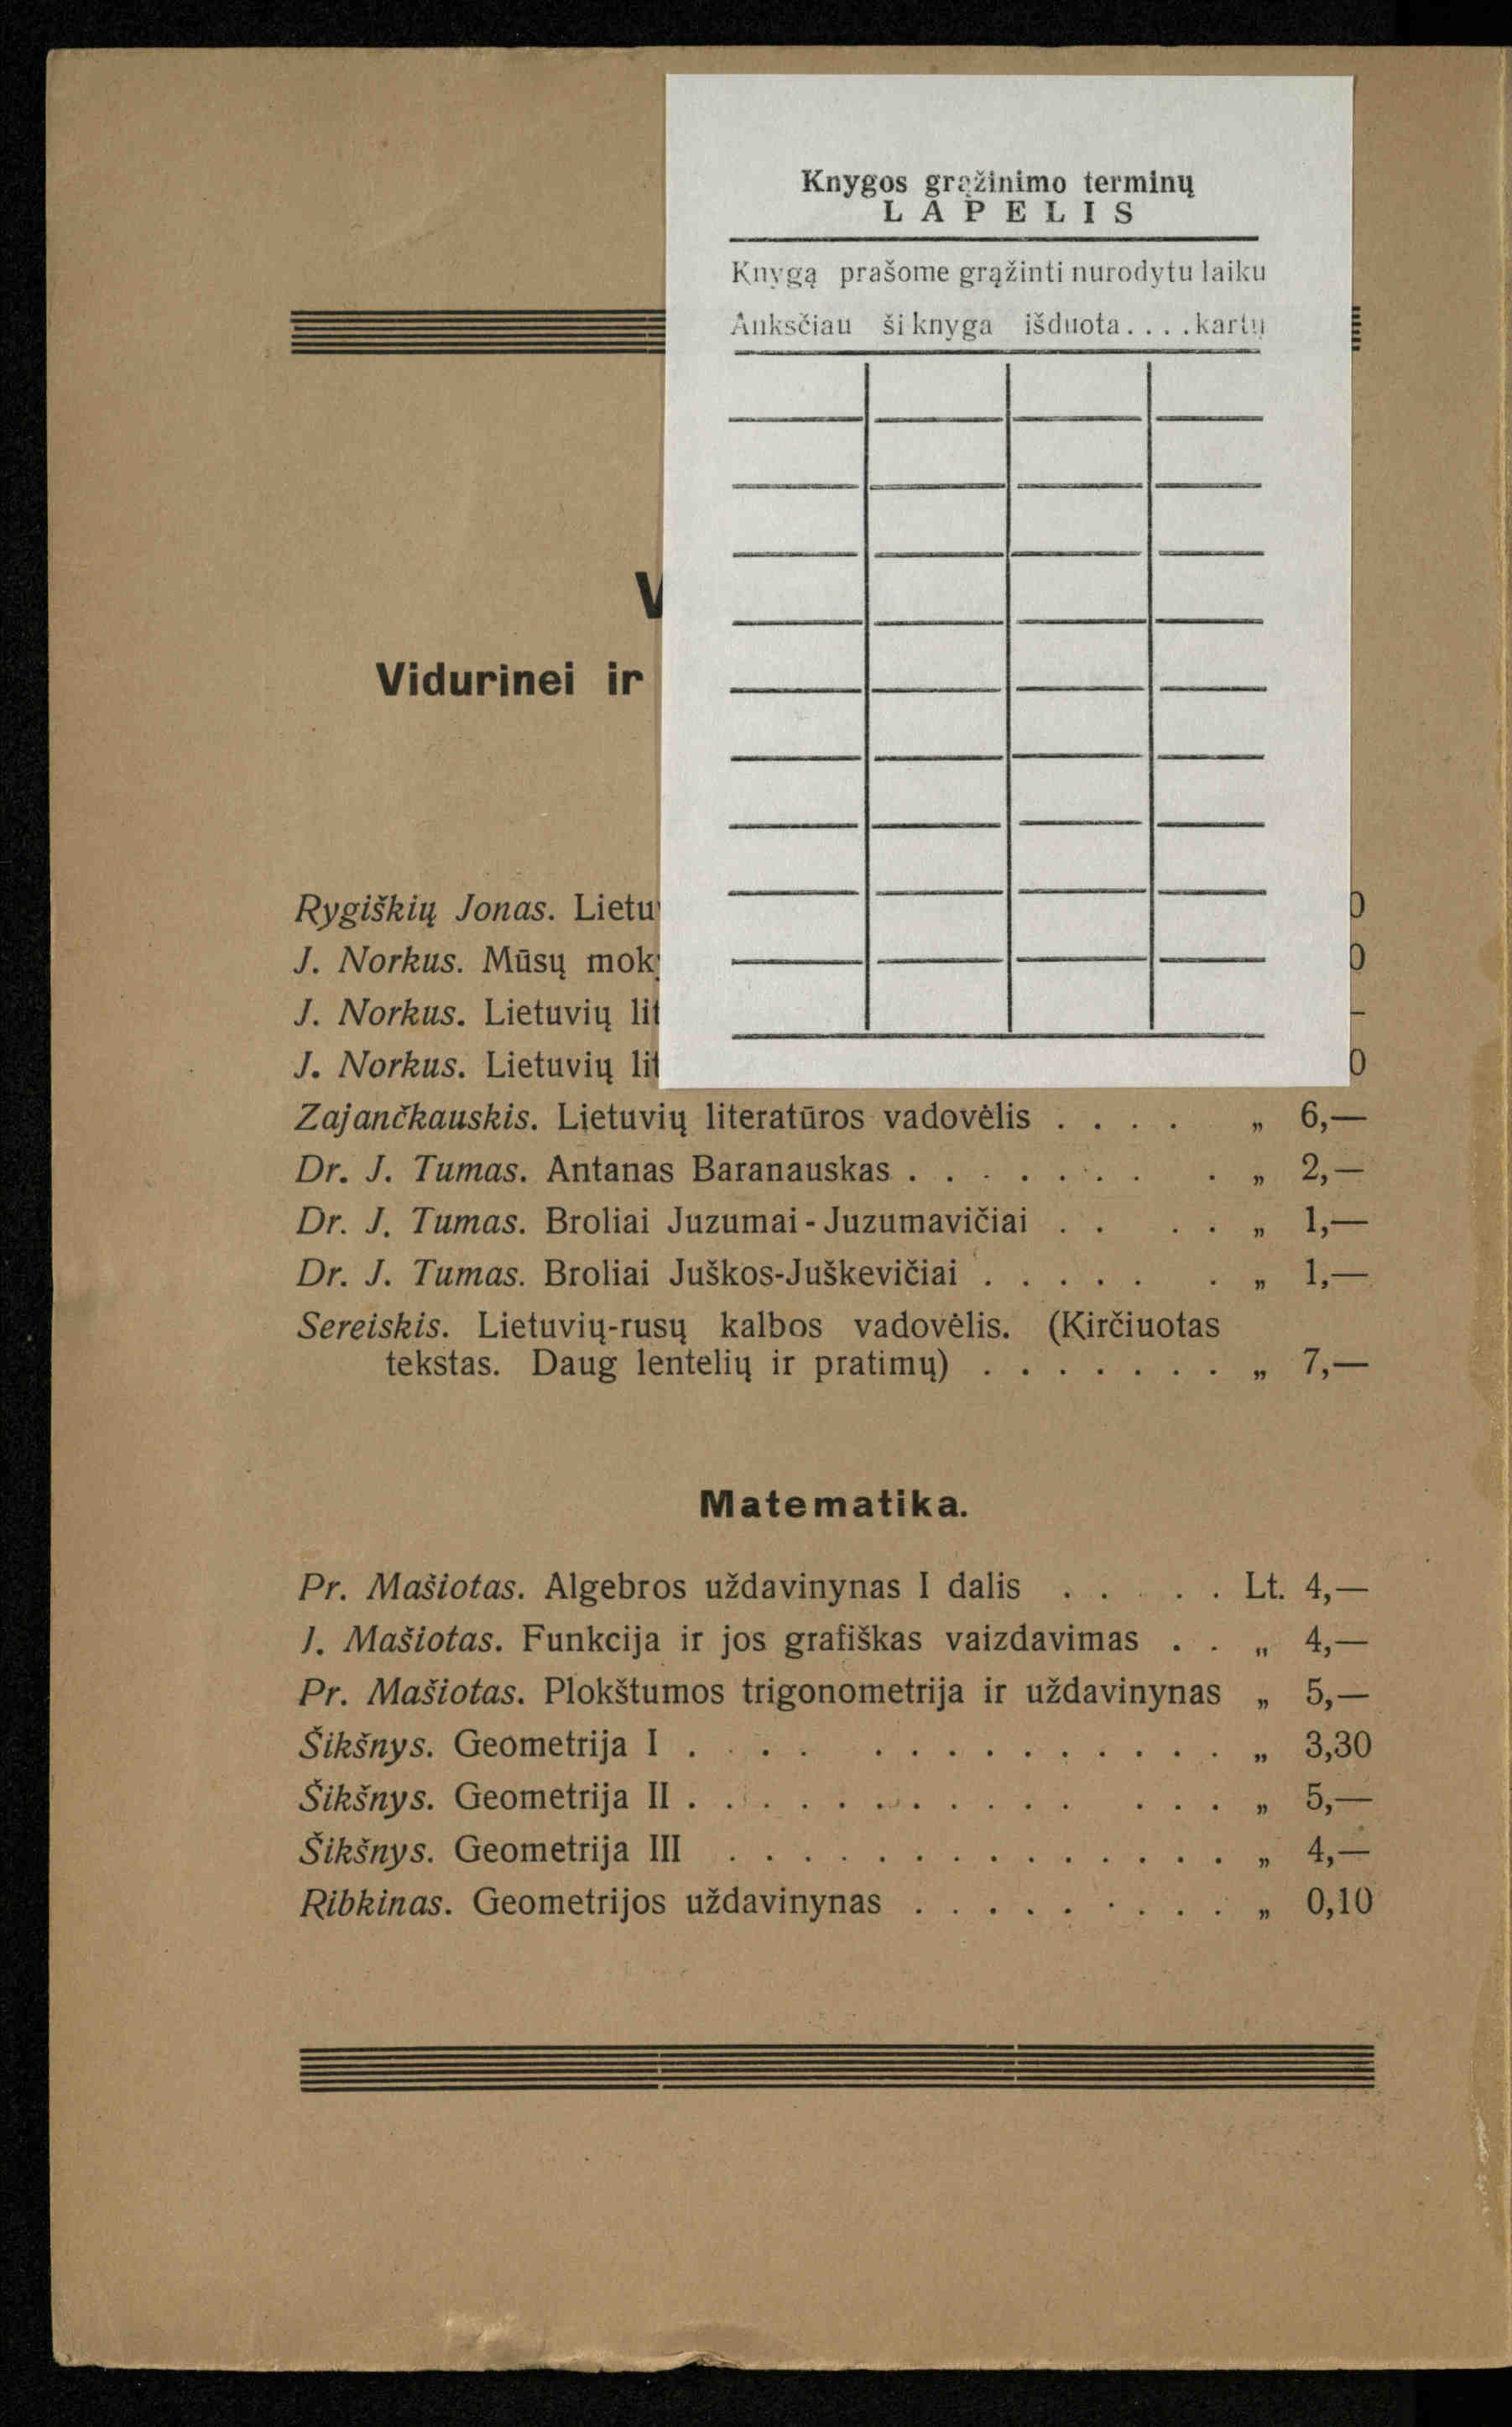 Knygos grąžinimo terminų
LAPELIS
Knygą prašome grąžinti nurodytu laiku
Anksčiau ši knyga išduota....kartų
Vidurinei ir
Rygiškių Jonas. Lietu
J. Norkus. Mūsų mok
J. Norkus. Lietuvių lit
J. Norkus. Lietuvių lit
Zajančkauskis. Lietuvių literatūros vadovėlis . . . . „ 6,—
Dr. J. Tumas. Antanas Baranauskas . . . . . . . . „ 2,—
Dr. J. Tumas. Broliai Juzumai-Juzumavičiai . . . . „ 1,—
Dr. J. Tumas. Broliai Juškos-Juškevičiai . . . . . . „ 1,—
Sereiskis. Lietuvių-rusų kalbos vadovėlis. (Kirčiuotas
tekstas. Daug lentelių ir pratimų) . . . . . . . „ 7,—
Matematika.
Pr. Mašiotas. Algebros uždavinynas I dalis . . . . . Lt. 4,—
J. Mašiotas. Funkcija ir jos grafiškas vaizdavimas . . „ 4,—
Pr. Mašiotas. Plokštumos trigonometrija ir uždavinynas „ 5,—
Šikšnys. Geometrija I . . . . . . . . . . . . . . „ 3,30
Šikšnys. Geometrija II . . . . . . . . . . . . . . „ 5,—
Šikšnys. Geometrija III . . . . . . . . . . . . . . „ 4,—
Ribkinas. Geometrijos uždavinynas . . . . . . . . . „ 0,10